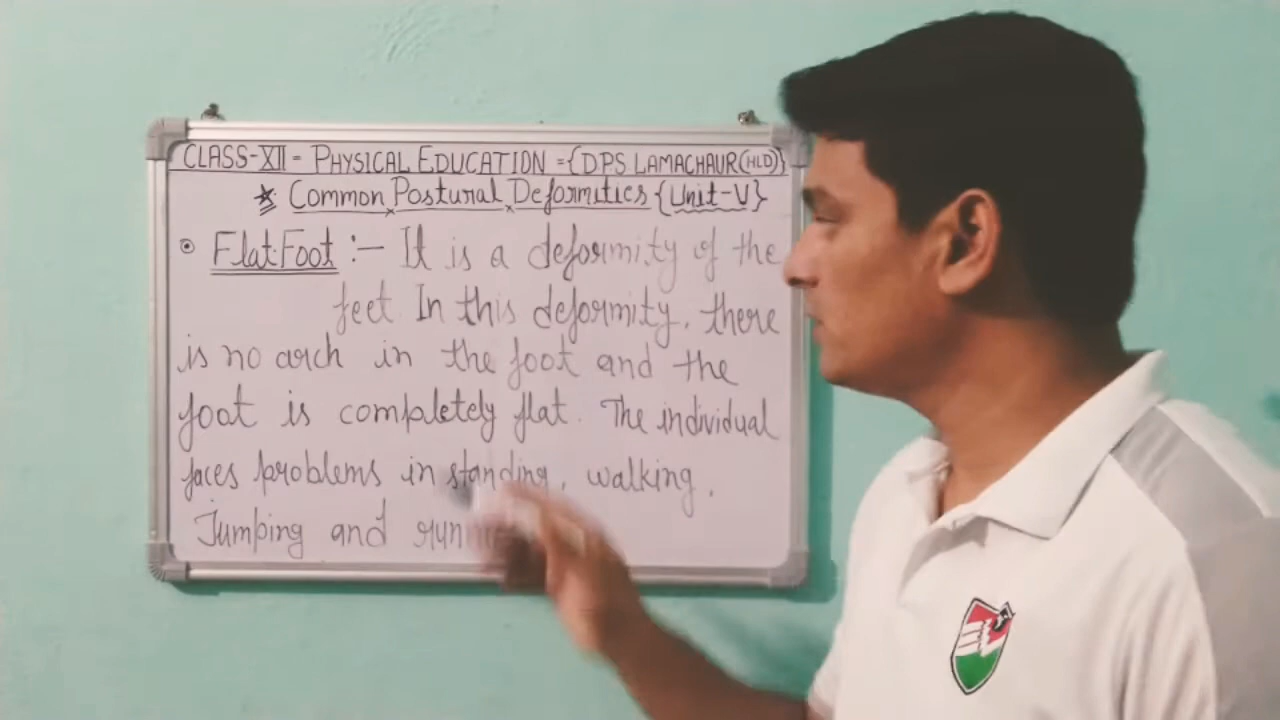 CLASS-XII = PHYSICAL EDUCATION = {DPS LAMACHAUR(HLD)}
* Common Postural Deformities {Unit-V}
Flat Foot :- It is a deformity of the
feet In this deformity, there
is no arch in the foot and the
foot is completely flat. The individual
faces problems in standing, walking,
Jumping and